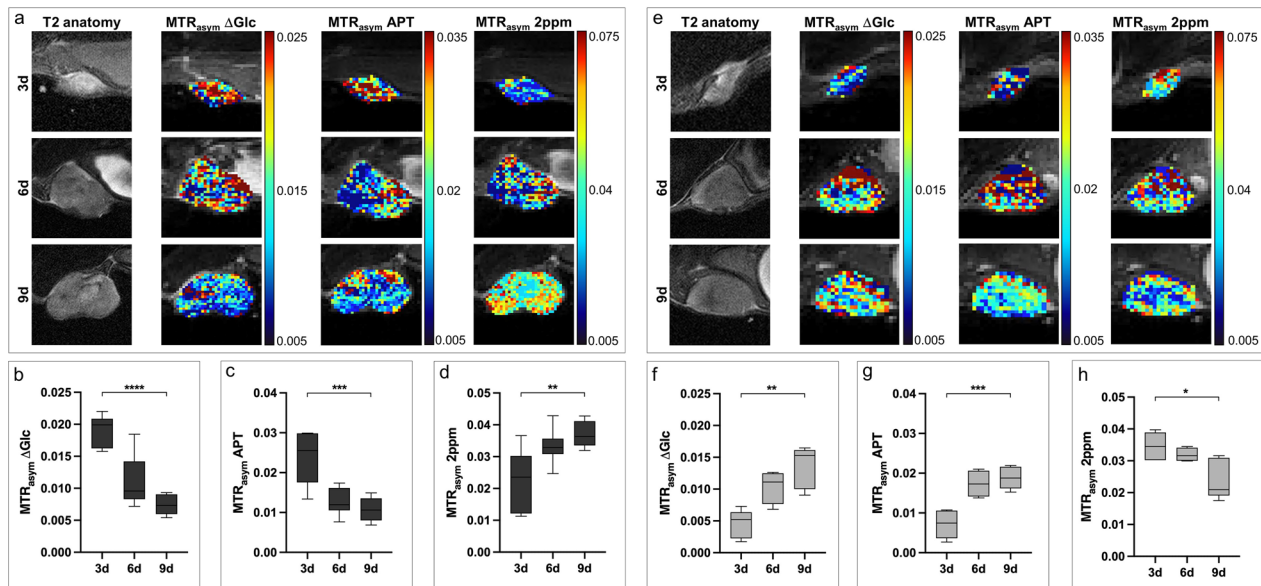 a
T2 anatomy
MTRasym ΔGlc
MTRasym APT
MTRasym 2ppm
3d
6d
9d
0.025
0.015
0.005
0.035
0.02
0.005
0.075
0.04
0.005
e
T2 anatomy
MTRasym ΔGlc
MTRasym APT
MTRasym 2ppm
3d
6d
9d
0.025
0.015
0.005
0.03
0.02
0.005
0.075
0.04
0.005
b
MTRasym ΔGlc
0.025
0.020
0.015
0.010
0.005
0.000
****
3d 6d 9d
c
MTRasym APT
0.04
0.03
0.02
0.01
0.00
***
3d 6d 9d
d
MTRasym 2ppm
0.05
0.04
0.03
0.02
0.01
0.00
**
3d 6d 9d
f
MTRasym ΔGlc
0.025
0.020
0.015
0.010
0.005
0.000
**
3d 6d 9d
g
MTRasym APT
0.04
0.03
0.02
0.01
0.00
***
3d 6d 9d
h
MTRasym 2ppm
0.05
0.04
0.03
0.02
0.01
0.00
*
3d 6d 9d